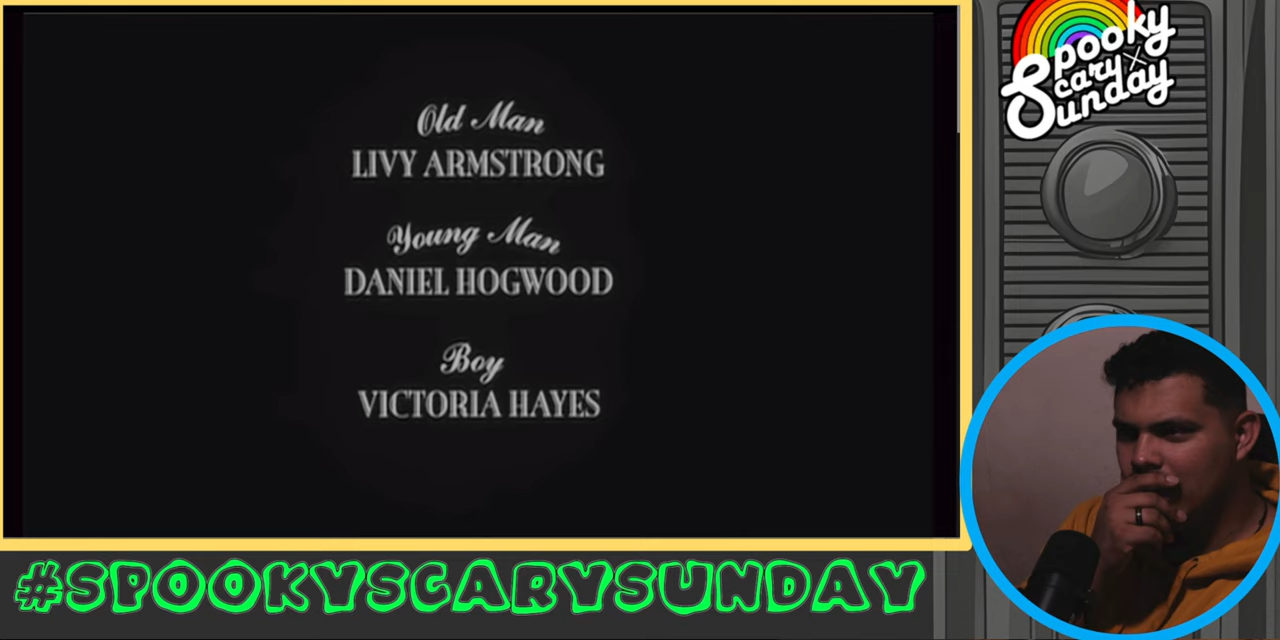 Old Man
LIVY ARMSTRONG
Young Man
DANIEL HOGWOOD
Boy
VICTORIA HAYES
Spooky
Scary
Sunday
#SPOOKYSCARYSUNDAY